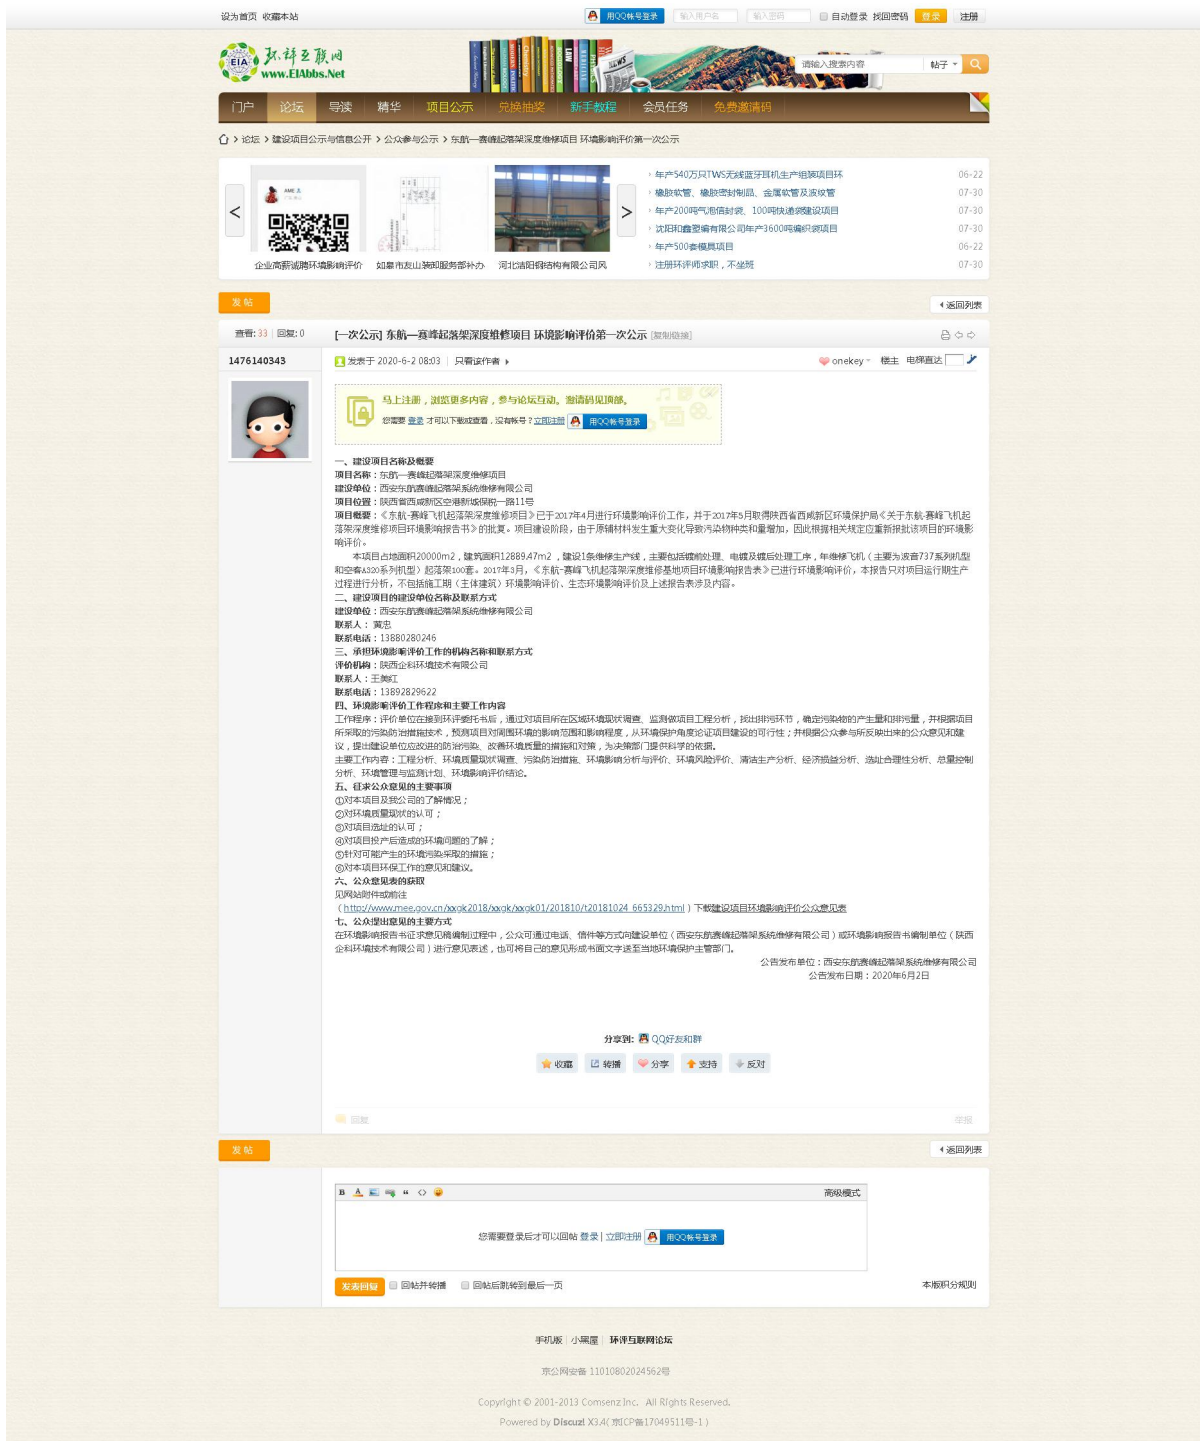 设为首页 收藏本站
用QQ帐号登录 输入用户名 输入密码 自动登录 找回密码 登录 注册
EIA 环评互联网
www.EIAbbs.Net
请输入搜索内容 帖子
门户 论坛 导读 精华 项目公示 兑换抽奖 新手教程 会员任务 免费邀请码
论坛 › 建设项目公示与信息公开 › 公众参与公示 › 东航—赛峰起落架深度维修项目 环境影响评价第一次公示
企业高薪诚聘环境影响评价 如皋市友山装卸服务部补办 河北洁阳钢结构有限公司风
年产540万只TWS无线蓝牙耳机生产组装项目环 06-22
橡胶软管、橡胶密封制品、金属软管及波纹管 07-30
年产200吨气泡信封袋、100吨快递袋建设项目 07-30
沈阳和鑫塑编有限公司年产3600吨编织袋项目 07-30
年产500套模具项目 06-22
注册环评师求职，不坐班 07-30
发帖 返回列表
查看: 33 | 回复: 0 [一次公示] 东航—赛峰起落架深度维修项目 环境影响评价第一次公示 [复制链接]
1476140343 发表于 2020-6-2 08:03 | 只看该作者 onekey 楼主 电梯直达
马上注册，浏览更多内容，参与论坛互动。邀请码见顶部。
您需要 登录 才可以下载或查看，没有帐号？立即注册 用QQ帐号登录
一、建设项目名称及概要
项目名称：东航—赛峰起落架深度维修项目
建设单位：西安东航赛峰起落架系统维修有限公司
项目位置：陕西省西咸新区空港新城保税一路11号
项目概要：《东航-赛峰飞机起落架深度维修项目》已于2017年4月进行环境影响评价工作，并于2017年5月取得陕西省西咸新区环境保护局《关于东航-赛峰飞机起
落架深度维修项目环境影响报告书》的批复。项目建设阶段，由于原辅材料发生重大变化导致污染物种类和量增加，因此根据相关规定应重新报批该项目的环境影
响评价。
本项目占地面积20000m2，建筑面积12889.47m2 ，建设1条维修生产线，主要包括镀前处理、电镀及镀后处理工序，年维修飞机（主要为波音737系列机型
和空客A320系列机型）起落架100套。2017年3月，《东航-赛峰飞机起落架深度维修基地项目环境影响报告表》已进行环境影响评价，本报告只对项目运行期生产
过程进行分析，不包括施工期（主体建筑）环境影响评价、生态环境影响评价及上述报告表涉及内容。
二、建设项目的建设单位名称及联系方式
建设单位：西安东航赛峰起落架系统维修有限公司
联系人： 黄忠
联系电话：13880280246
三、承担环境影响评价工作的机构名称和联系方式
评价机构：陕西企科环境技术有限公司
联系人：王美红
联系电话：13892829622
四、环境影响评价工作程序和主要工作内容
工作程序：评价单位在接到环评委托书后，通过对项目所在区域环境现状调查、监测做项目工程分析，找出排污环节，确定污染物的产生量和排污量，并根据项目
所采取的污染防治措施技术，预测项目对周围环境的影响范围和影响程度，从环境保护角度论证项目建设的可行性；并根据公众参与所反映出来的公众意见和建
议，提出建设单位应改进的防治污染、改善环境质量的措施和对策，为决策部门提供科学的依据。
主要工作内容：工程分析、环境质量现状调查、污染防治措施、环境影响分析与评价、环境风险评价、清洁生产分析、经济损益分析、选址合理性分析、总量控制
分析、环境管理与监测计划、环境影响评价结论。
五、征求公众意见的主要事项
①对本项目及我公司的了解情况；
②对环境质量现状的认可；
③对项目选址的认可；
④对项目投产后造成的环境问题的了解；
⑤针对可能产生的环境污染采取的措施；
⑥对本项目环保工作的意见和建议。
六、公众意见表的获取
见网站附件或前往
（http://www.mee.gov.cn/xxgk2018/xxgk/xxgk01/201810/t20181024_665329.html）下载建设项目环境影响评价公众意见表
七、公众提出意见的主要方式
在环境影响报告书征求意见稿编制过程中，公众可通过电话、信件等方式向建设单位（西安东航赛峰起落架系统维修有限公司）或环境影响报告书编制单位（陕西
企科环境技术有限公司）进行意见表述，也可将自己的意见形成书面文字送至当地环境保护主管部门。
公告发布单位：西安东航赛峰起落架系统维修有限公司
公告发布日期：2020年6月2日
分享到: QQ好友和群
收藏 转播 分享 支持 反对
回复 举报
发帖 返回列表
B A 高级模式
您需要登录后才可以回帖 登录 | 立即注册 用QQ帐号登录
发表回复 回帖并转播 回帖后跳转到最后一页 本版积分规则
手机版 | 小黑屋 | 环评互联网论坛
京公网安备 11010802024562号
Copyright © 2001-2013 Comsenz Inc. All Rights Reserved.
Powered by Discuz! X3.4( 京ICP备17049511号-1 )